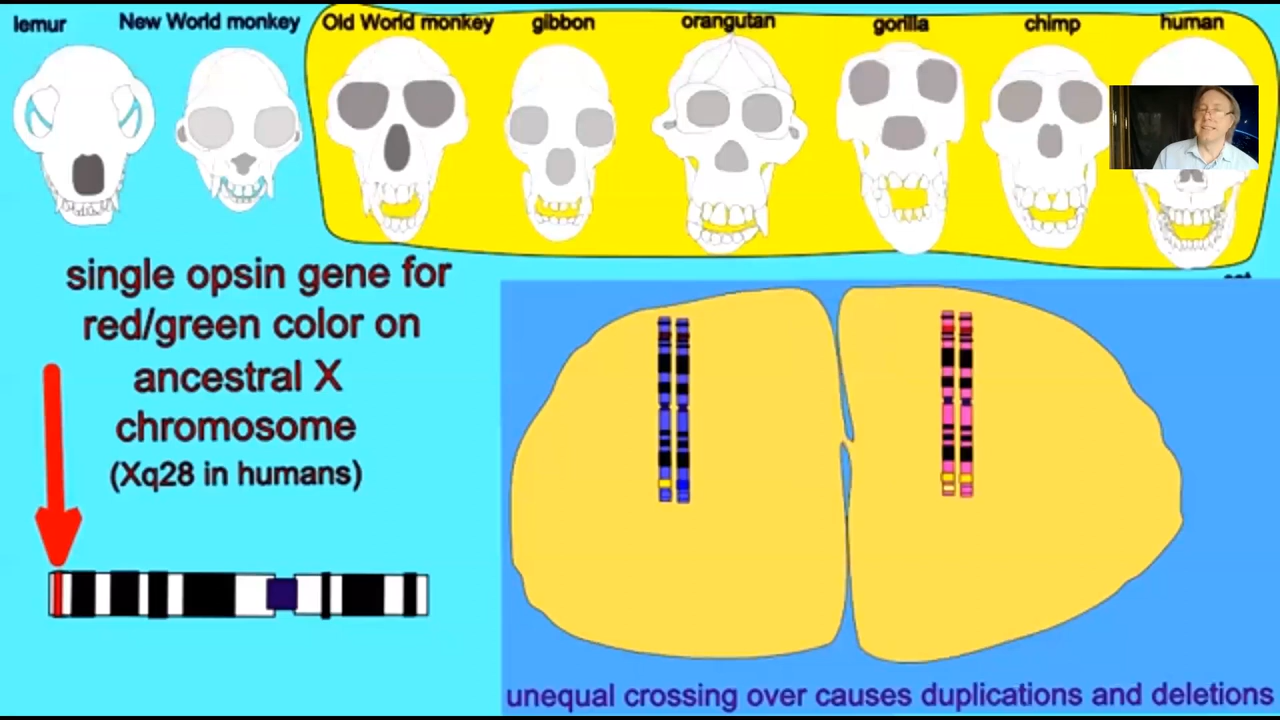 lemur
New World monkey
Old World monkey
gibbon
orangutan
gorilla
chimp
human
single opsin gene for
red/green color on
ancestral X
chromosome
(Xq28 in humans)
unequal crossing over causes duplications and deletions